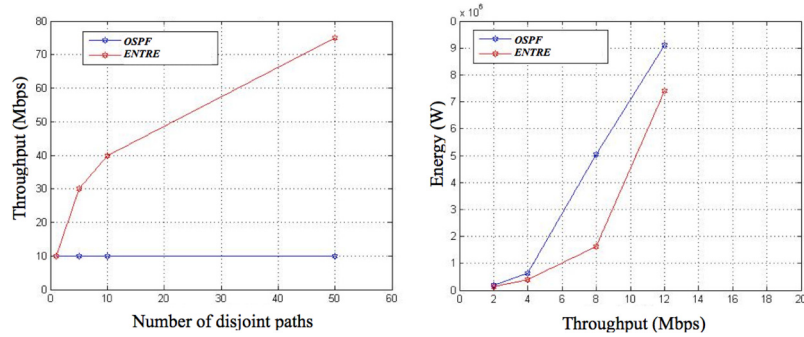 80
70
60
50
40
30
20
10
0
Throughput (Mbps)
OSPF
ENTRE
0 10 20 30 40 50 60
Number of disjoint paths
x 10^6
0
9
8
7
6
5
4
3
2
1
0
Energy (W)
OSPF
ENTRE
0 2 4 6 8 10 12 14 16 18 20
Throughput (Mbps)